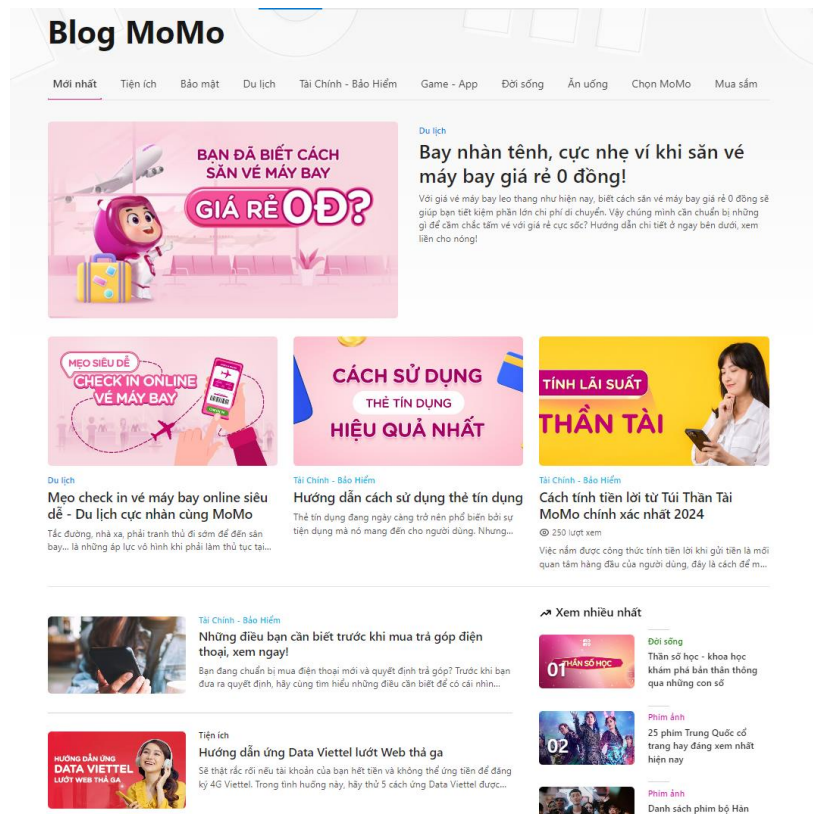 Blog MoMo
Mới nhất
Tiện ích
Bảo mật
Du lịch
Tài Chính - Bảo Hiểm
Game - App
Đời sống
Ăn uống
Chọn MoMo
Mua sắm
BẠN ĐÃ BIẾT CÁCH
SĂN VÉ MÁY BAY
GIÁ RẺ 0Đ?
Du lịch
Bay nhàn tênh, cực nhẹ ví khi săn vé
máy bay giá rẻ 0 đồng!
Với giá vé máy bay leo thang như hiện nay, biết cách săn vé máy bay giá rẻ 0 đồng sẽ
giúp bạn tiết kiệm phần lớn chi phí di chuyển. Vậy chúng mình cần chuẩn bị những
gì để cầm chắc tấm vé với giá rẻ cực sốc? Hướng dẫn chi tiết ở ngay bên dưới, xem
liền cho nóng!
MẸO SIÊU DỄ
CHECK IN ONLINE
VÉ MÁY BAY
Du lịch
Mẹo check in vé máy bay online siêu
dễ - Du lịch cực nhàn cùng MoMo
Tắc đường, nhà xa, phải tranh thủ đi sớm để đến sân
bay... là những áp lực vô hình khi phải làm thủ tục tại...
CÁCH SỬ DỤNG
THẺ TÍN DỤNG
HIỆU QUẢ NHẤT
Tài Chính - Bảo Hiểm
Hướng dẫn cách sử dụng thẻ tín dụng
Thẻ tín dụng đang ngày càng trở nên phổ biến bởi sự
tiện dụng mà nó mang đến cho người dùng. Nhưng...
TÍNH LÃI SUẤT
THẦN TÀI
Tài Chính - Bảo Hiểm
Cách tính tiền lời từ Túi Thần Tài
MoMo chính xác nhất 2024
250 lượt xem
Việc nắm được công thức tính tiền lời khi gửi tiền là mối
quan tâm hàng đầu của người dùng, đây là cách để m...
Tài Chính - Bảo Hiểm
Những điều bạn cần biết trước khi mua trả góp điện
thoại, xem ngay!
Bạn đang chuẩn bị mua điện thoại mới và quyết định trả góp? Trước khi bạn
đưa ra quyết định, hãy cùng tìm hiểu những điều cần biết để có cái nhìn...
HƯỚNG DẪN ỨNG
DATA VIETTEL
LƯỚT WEB THẢ GA
Tiện ích
Hướng dẫn ứng Data Viettel lướt Web thả ga
Sẽ thật rắc rối nếu tài khoản của bạn hết tiền và không thể ứng tiền để đăng
ký 4G Viettel. Trong tình huống này, hãy thử 5 cách ứng Data Viettel được...
Xem nhiều nhất
01
THẦN SỐ HỌC
Đời sống
Thần số học - khoa học
khám phá bản thân thông
qua những con số
02
Phim ảnh
25 phim Trung Quốc cổ
trang hay đáng xem nhất
hiện nay
Phim ảnh
Danh sách phim bộ Hàn